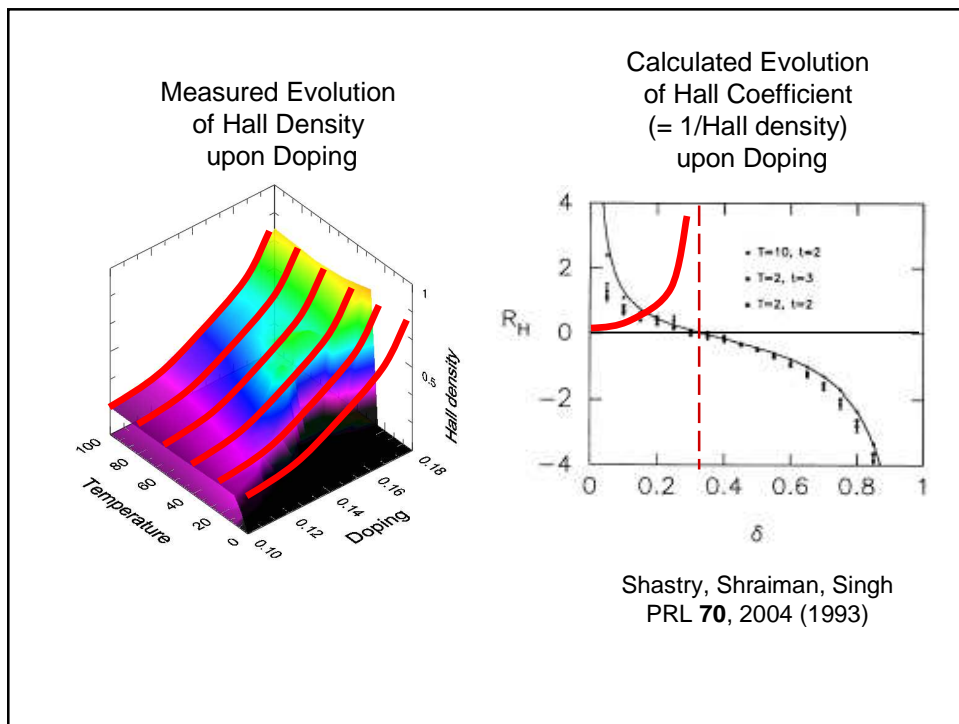 Measured Evolution
of Hall Density
upon Doping
Calculated Evolution
of Hall Coefficient
(= 1/Hall density)
upon Doping
1
0.5
Hall density
100
80
60
40
20
0
Temperature
0.10
0.12
0.14
0.16
0.18
Doping
4
2
0
−2
−4
R_H
T=10, t=2
T=2, t=3
T=2, t=2
0 0.2 0.4 0.6 0.8 1
δ
Shastry, Shraiman, Singh
PRL 70, 2004 (1993)